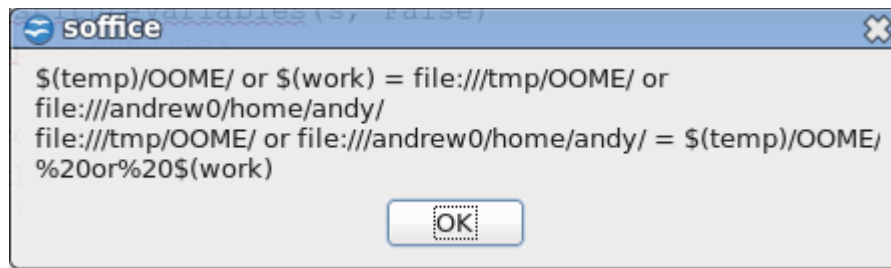 soffice
$(temp)/OOME/ or $(work) = file:///tmp/OOME/ or
file:///andrew0/home/andy/
file:///tmp/OOME/ or file:///andrew0/home/andy/ = $(temp)/OOME/
%20or%20$(work)
OK